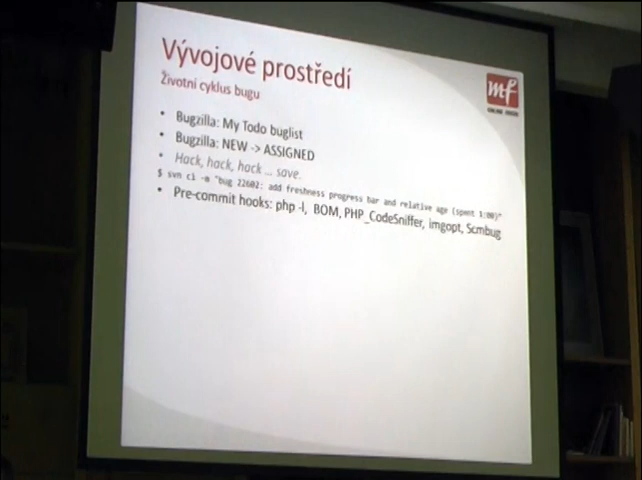 Vývojové prostředí
Životní cyklus bugu
mf
• Bugzilla: My Todo buglist
• Bugzilla: NEW -> ASSIGNED
• Hack, hack, hack ... save.
$ svn ci -m "bug 22602: add freshness progress bar and relative age (spent 1:00)"
• Pre-commit hooks: php -l, BOM, PHP_CodeSniffer, imgopt, Scmbug